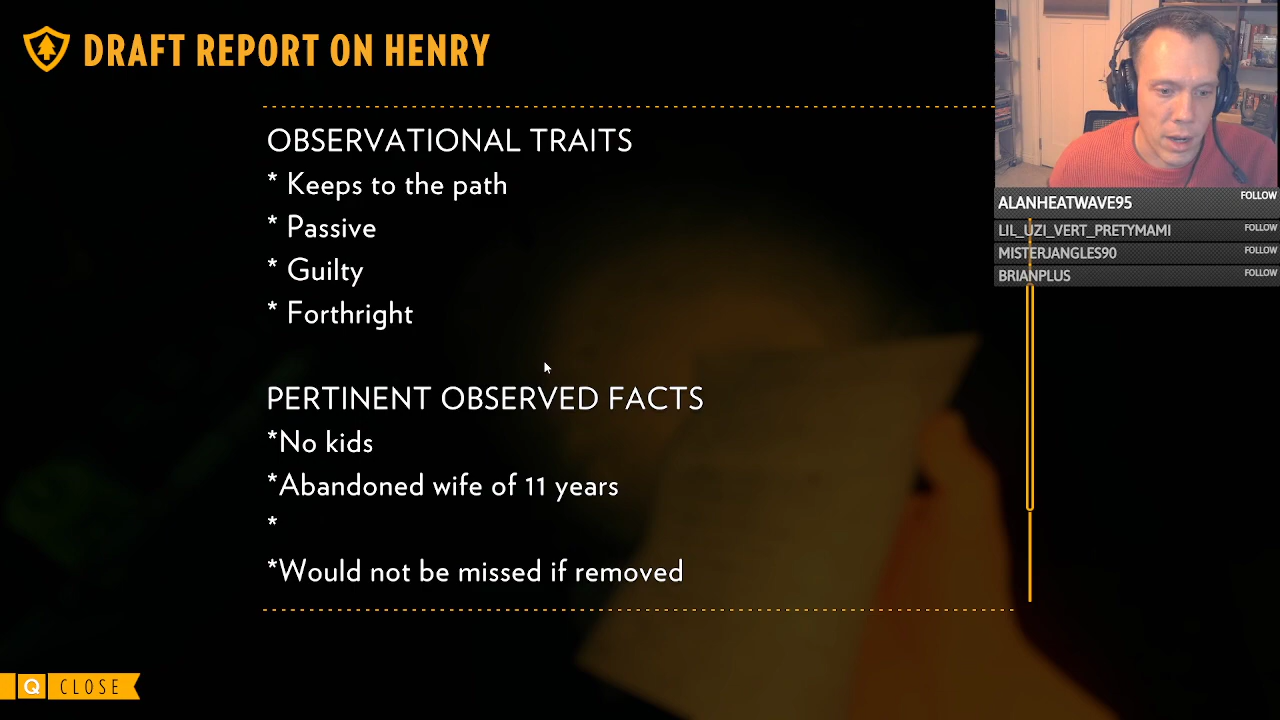 DRAFT REPORT ON HENRY
OBSERVATIONAL TRAITS
* Keeps to the path
* Passive
* Guilty
* Forthright
PERTINENT OBSERVED FACTS
*No kids
*Abandoned wife of 11 years
*
*Would not be missed if removed
Q CLOSE
ALANHEATWAVE95 FOLLOW
LIL_UZI_VERT_PRETYMAMI FOLLOW
MISTERJANGLES90 FOLLOW
BRIANPLUS FOLLOW